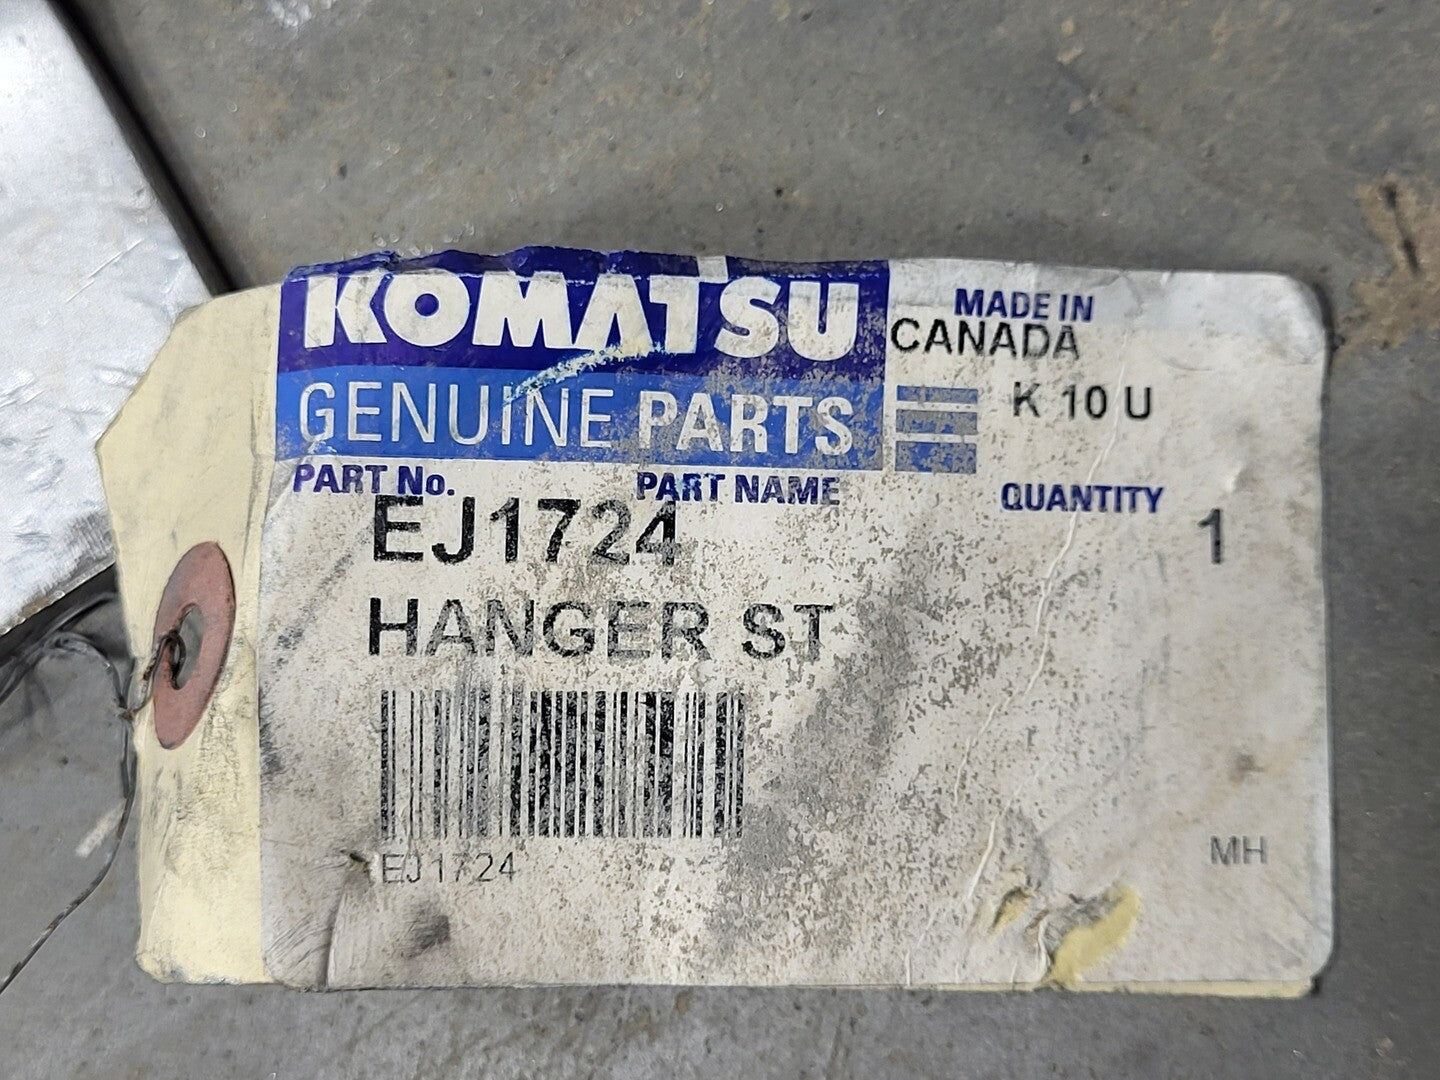 KOMATSU
GENUINE PARTS
MADE IN
CANADA
K 10 U
PART No.
PART NAME
QUANTITY
EJ1724
1
HANGER ST
EJ1724
MH